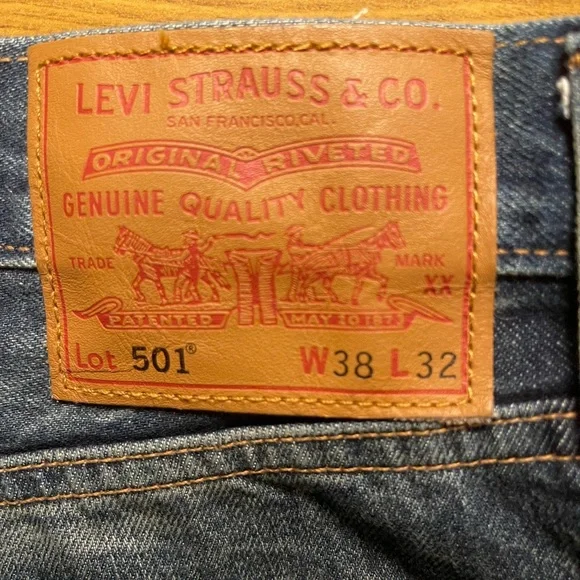 LEVI STRAUSS & CO.
SAN FRANCISCO, CAL.
ORIGINAL RIVETED
GENUINE QUALITY CLOTHING
TRADE MARK
XX
PATENTED MAY 20 1873
Lot 501® W38 L32